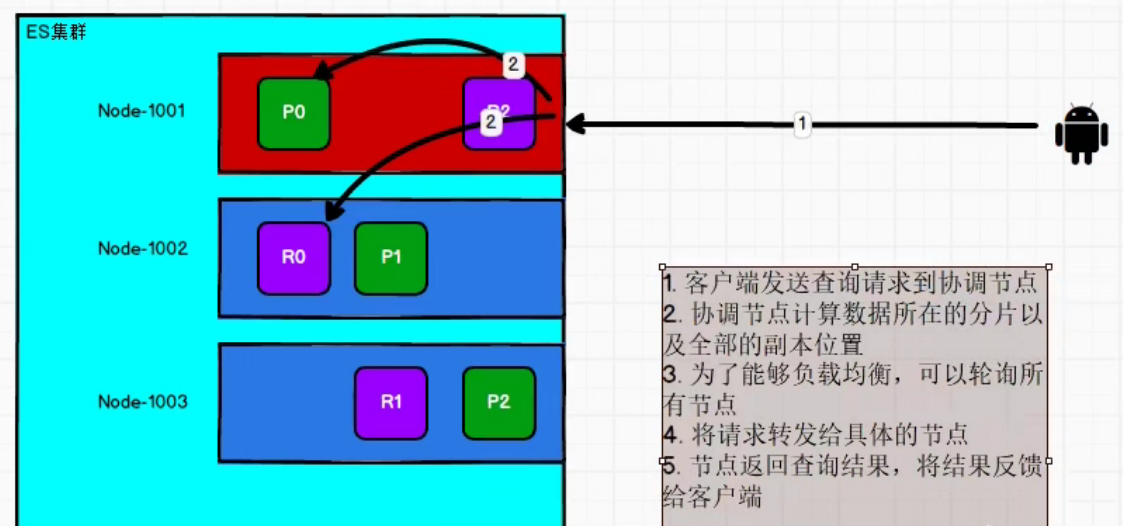 ES集群
Node-1001
P0
2
2
1
Node-1002
R0
P1
Node-1003
R1
P2
1. 客户端发送查询请求到协调节点
2. 协调节点计算数据所在的分片以
及全部的副本位置
3. 为了能够负载均衡，可以轮询所
有节点
4. 将请求转发给具体的节点
5. 节点返回查询结果，将结果反馈
给客户端